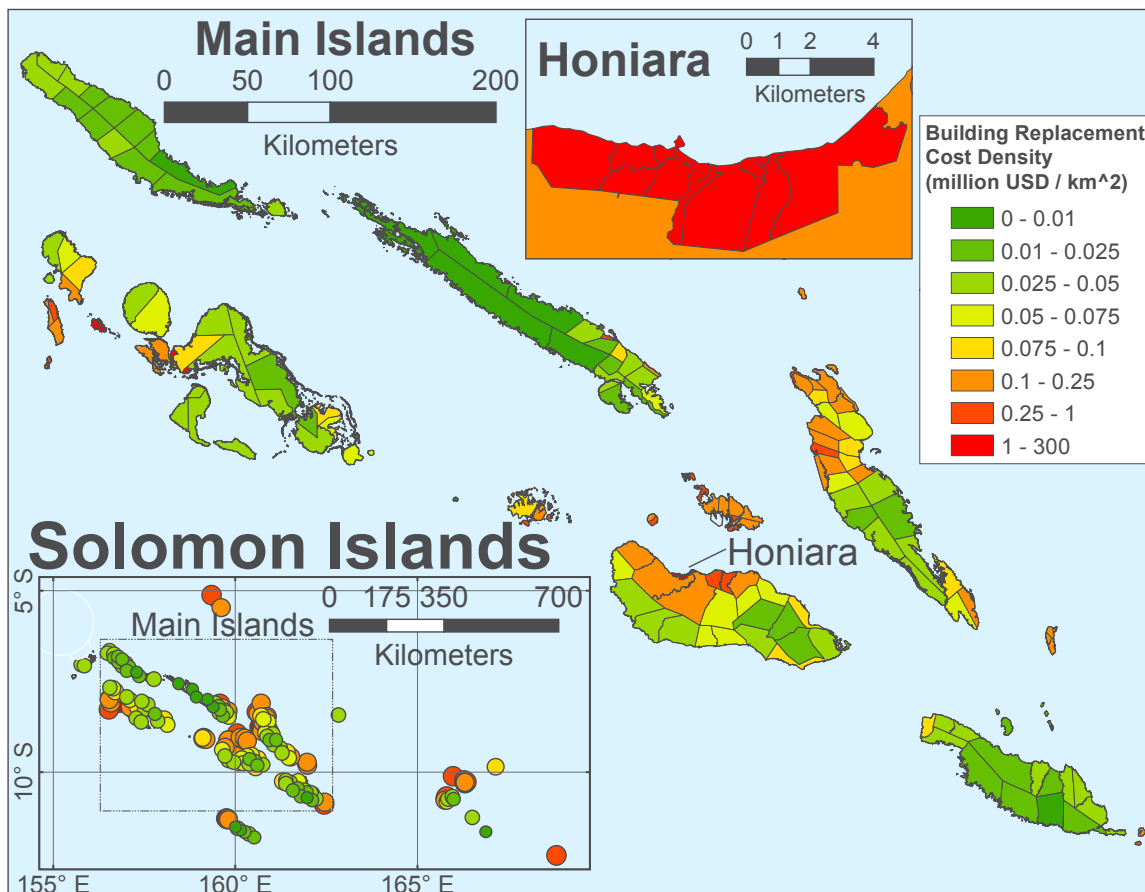 Main Islands
0 50 100 200
Kilometers
Honiara
0 1 2 4
Kilometers
Building Replacement
Cost Density
(million USD / km^2)
0 - 0.01
0.01 - 0.025
0.025 - 0.05
0.05 - 0.075
0.075 - 0.1
0.1 - 0.25
0.25 - 1
1 - 300
Honiara
Solomon Islands
0 175 350 700
Kilometers
Main Islands
5° S
10° S
155° E 160° E 165° E